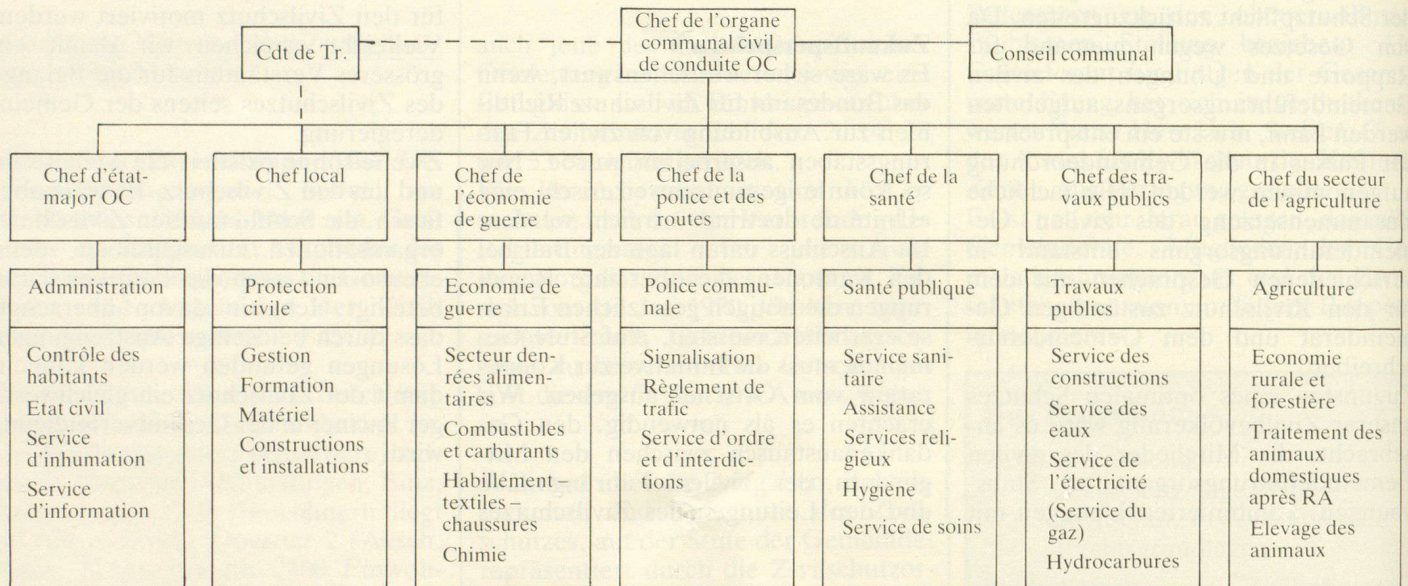 Chef de l'organe
communal civil
de conduite OC
Cdt de Tr.
Conseil communal
Chef d'état-
major OC
Chef local
Chef de
l'économie
de guerre
Chef de la
police et des
routes
Chef de la
santé
Chef des tra-
vaux publics
Chef du secteur
de l'agriculture
Administration
Contrôle des
habitants
Etat civil
Service
d'inhumation
Service
d'information
Protection
civile
Gestion
Formation
Matériel
Constructions
et installations
Economie de
guerre
Secteur den-
rées alimen-
taires
Combustibles
et carburants
Habillement –
textiles –
chaussures
Chimie
Police commu-
nale
Signalisation
Règlement de
trafic
Service d'ordre
et d'interdic-
tions
Santé publique
Service sani-
taire
Assistance
Services reli-
gieux
Hygiène
Service de soins
Travaux
publics
Service des
constructions
Service des
eaux
Service de
l'électricité
(Service du
gaz)
Hydrocarbures
Agriculture
Economie
rurale et
forestière
Traitement des
animaux
domestiques
après RA
Elevage des
animaux